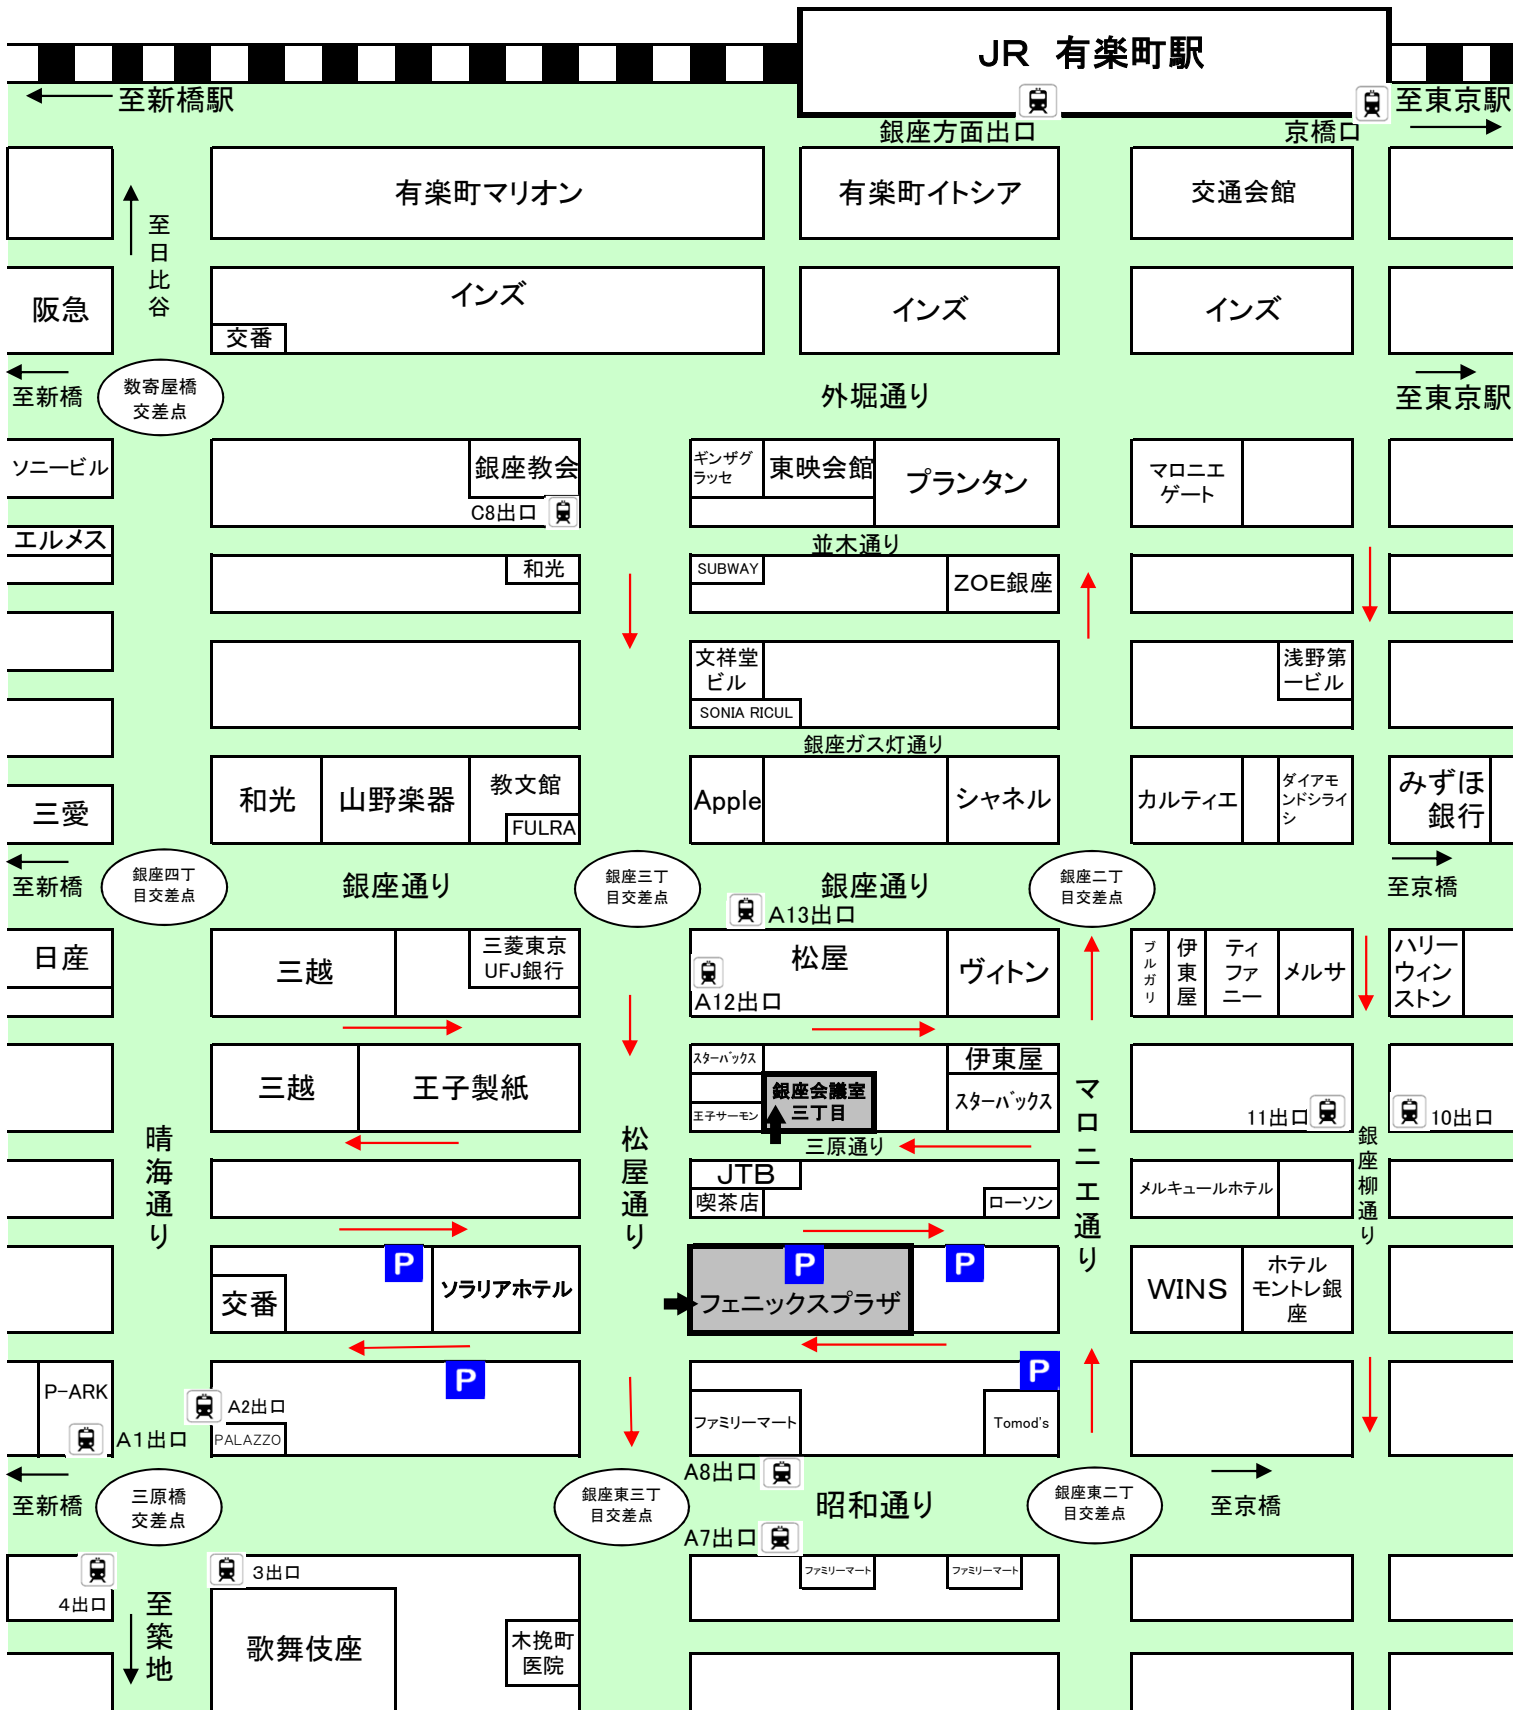 JR 有楽町駅
至新橋駅
至東京駅
銀座方面出口
京橋口
有楽町マリオン
有楽町イトシア
交通会館
至
日
比
谷
阪急
インズ
交番
インズ
インズ
至新橋
数寄屋橋
交差点
外堀通り
至東京駅
ソニービル
銀座教会
C8出口
ギンザグ
ラッセ
東映会館
プランタン
マロニエ
ゲート
エルメス
並木通り
和光
SUBWAY
ZOE銀座
文祥堂
ビル
SONIA RICUL
浅野第
一ビル
銀座ガス灯通り
三愛
和光
山野楽器
教文館
FULRA
Apple
シャネル
カルティエ
ダイアモ
ンドシライ
シ
みずほ
銀行
至新橋
銀座四丁
目交差点
銀座通り
銀座三丁
目交差点
銀座通り
銀座二丁
目交差点
至京橋
A13出口
日産
三越
三菱東京
UFJ銀行
松屋
A12出口
ヴィトン
ブ
ル
ガ
リ
伊
東
屋
ティ
ファ
ニー
メルサ
ハリー
ウィン
ストン
三越
王子製紙
スターバックス
王子サーモン
銀座会議室
三丁目
伊東屋
スターバックス
11出口
10出口
晴
海
通
り
松
屋
通
り
マ
ロ
ニ
エ
通
り
銀
座
柳
通
り
三原通り
JTB
喫茶店
ローソン
メルキュールホテル
交番
P
ソラリアホテル
P
フェニックスプラザ
P
WINS
ホテル
モントレ銀
座
P-ARK
A1出口
A2出口
PALAZZO
P
ファミリーマート
P
Tomod's
至新橋
三原橋
交差点
銀座東三丁
目交差点
A8出口
昭和通り
A7出口
銀座東二丁
目交差点
至京橋
4出口
至
築
地
3出口
歌舞伎座
木挽町
医院
ファミリーマート
ファミリーマート